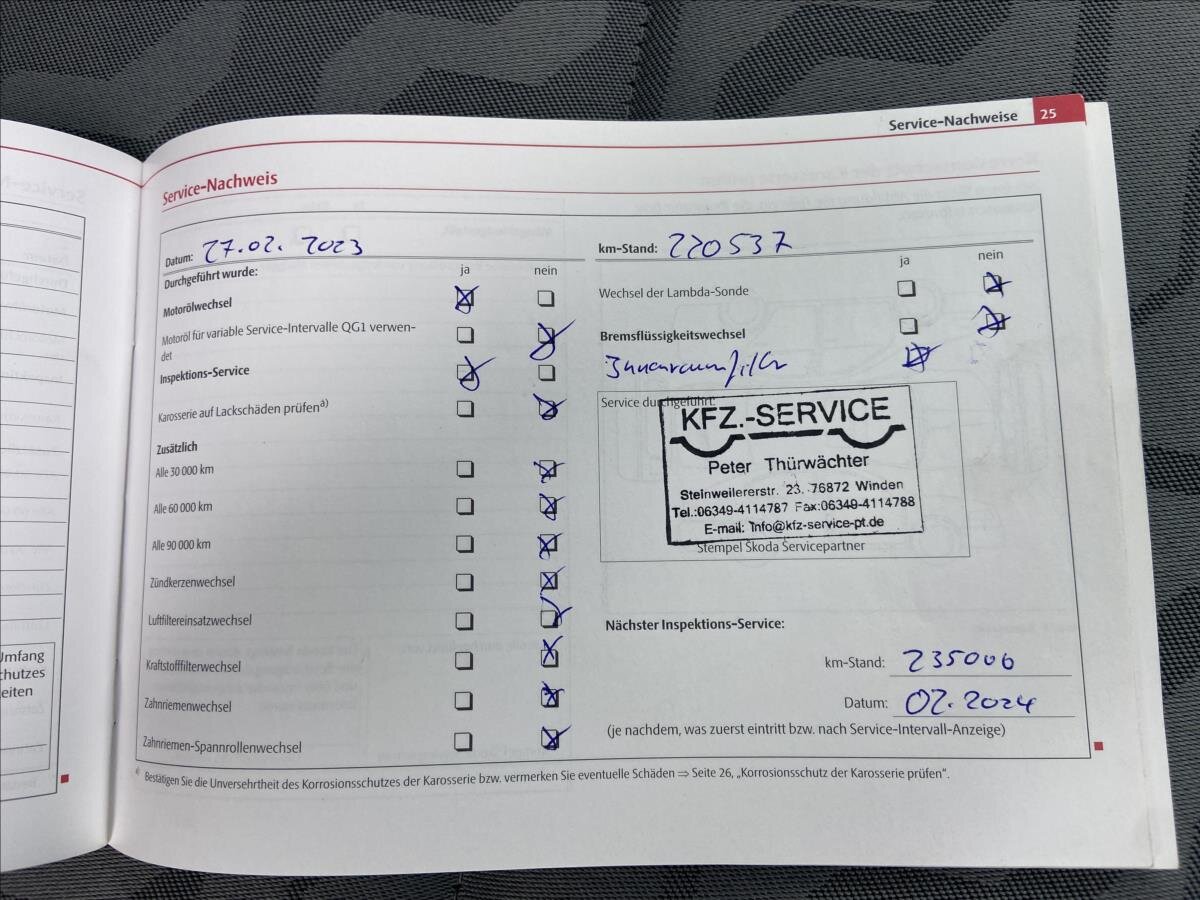 Service-Nachweise 25
Service-Nachweis
Datum: 27.02. 2023
km-Stand: 220537
Durchgeführt wurde:
ja nein
ja nein
Motorölwechsel
Motoröl für variable Service-Intervalle QG1 verwen-
det
Inspektions-Service
Karosserie auf Lackschäden prüfen a)
Zusätzlich
Alle 30 000 km
Alle 60 000 km
Alle 90 000 km
Zündkerzenwechsel
Luftfiltereinsatzwechsel
Kraftstofffilterwechsel
Zahnriemenwechsel
Zahnriemen-Spannrollenwechsel
Wechsel der Lambda-Sonde
Bremsflüssigkeitswechsel
Innenraumfilter
Service durchgeführt:
KFZ.-SERVICE
Peter Thürwächter
Steinweilererstr. 23. 76872 Winden
Tel.:06349-4114787 Fax:06349-4114788
E-mail: Info@kfz-service-pt.de
Stempel Škoda Servicepartner
Nächster Inspektions-Service:
km-Stand: 235000
Datum: 02.2024
(je nachdem, was zuerst eintritt bzw. nach Service-Intervall-Anzeige)
a) Bestätigen Sie die Unversehrtheit des Korrosionsschutzes der Karosserie bzw. vermerken Sie eventuelle Schäden ⇒ Seite 26, „Korrosionsschutz der Karosserie prüfen“.
Umfang
chutzes
eiten